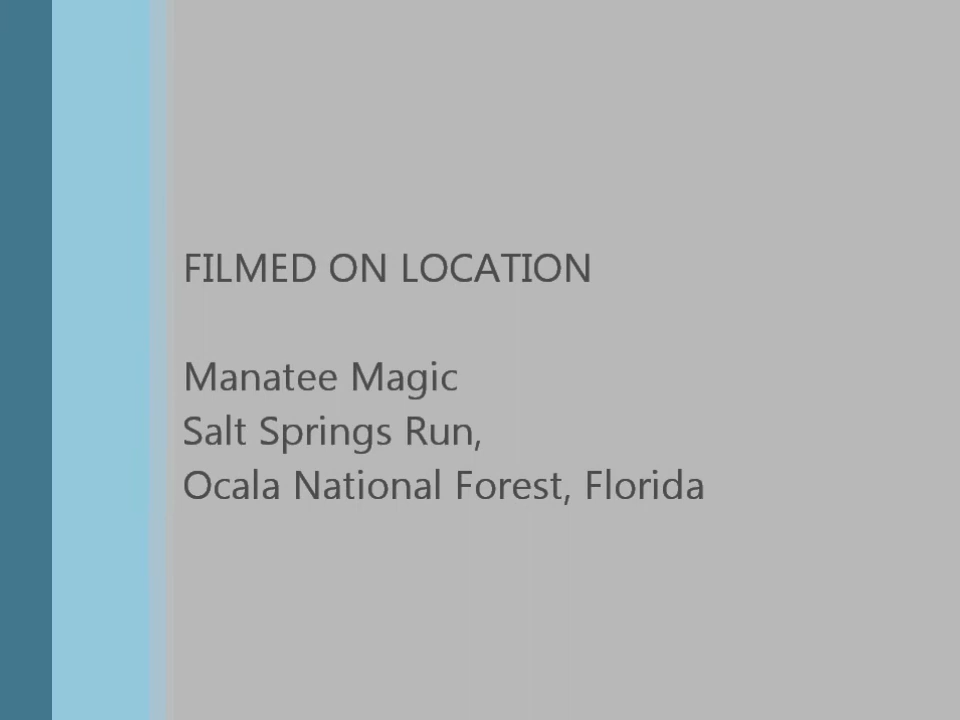 FILMED ON LOCATION
Manatee Magic
Salt Springs Run,
Ocala National Forest, Florida